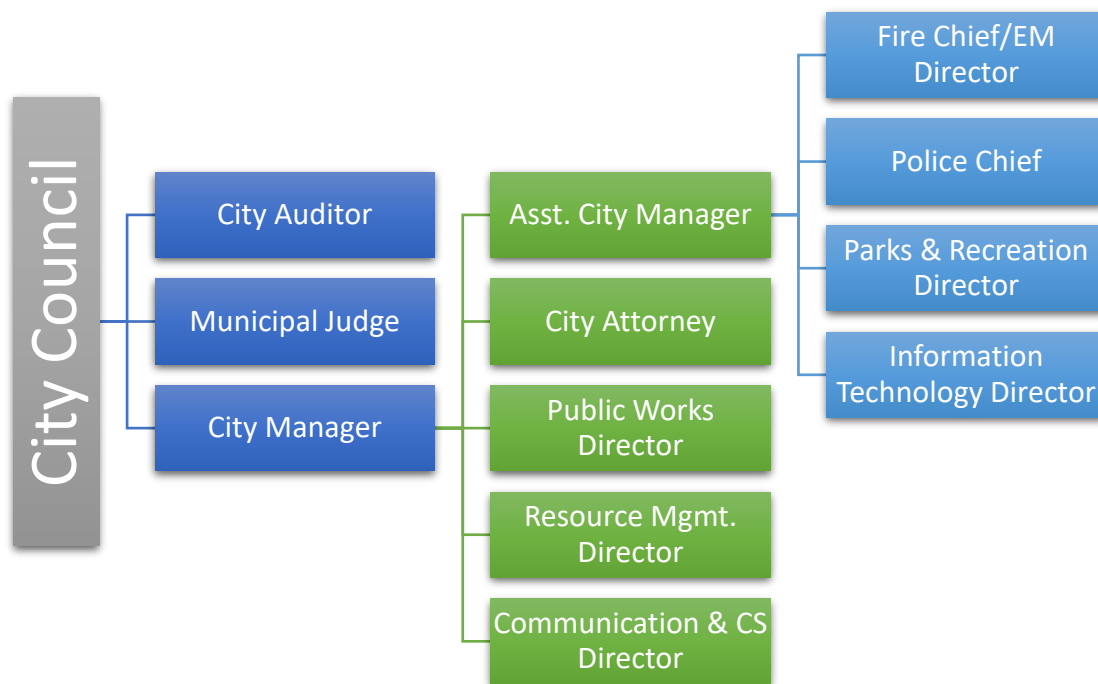 City Council
City Auditor
Municipal Judge
City Manager
Asst. City Manager
City Attorney
Public Works
Director
Resource Mgmt.
Director
Communication & CS
Director
Fire Chief/EM
Director
Police Chief
Parks & Recreation
Director
Information
Technology Director